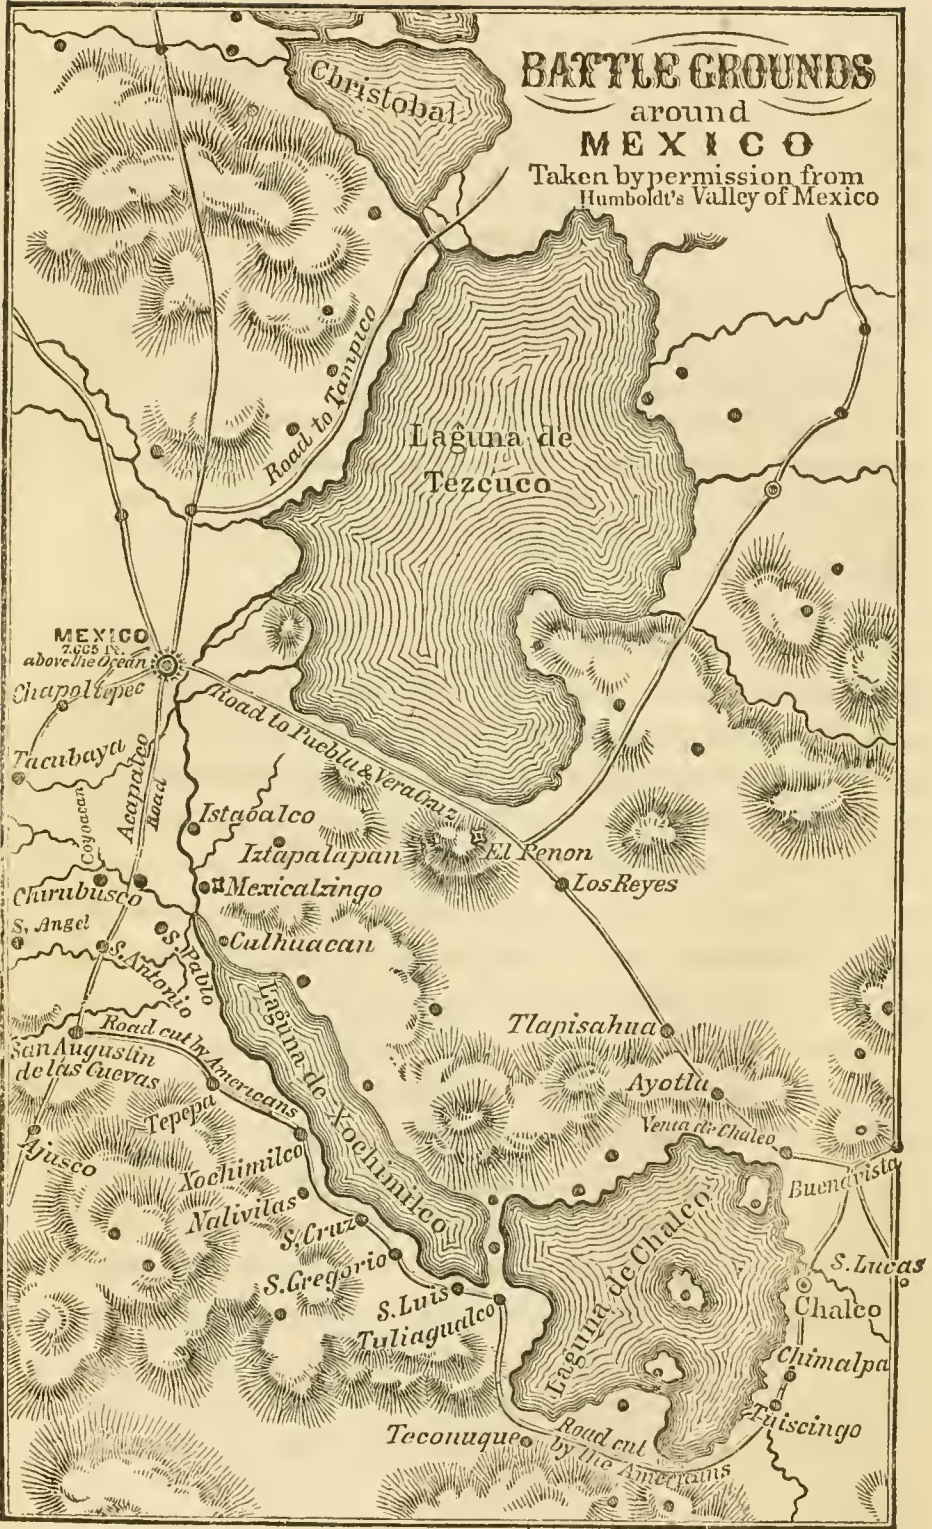 BATTLE GROUNDS
around
MEXICO
Taken by permission from
Humboldt's Valley of Mexico
Christobal
Road to Tampico
Laguna de
Tezcuco
MEXICO
above the Ocean
Chapoltepec
Tacubaya
Acapalco
Road
Coyoacan
Road to Puebla & Vera Cruz
Istacalco
Iztapalapan
El Penon
Los Reyes
Mexicalzingo
Chirubusco
S. Angel
S. Antonio
S. Pablo
Culhuacan
Laguna de Xochimilco
Tlapisahua
Road cut by Americans
San Augustin
de las Cuevas
Tepepa
Ayotla
Venta de Chalco
Ajusco
Xochimilco
Buenavista
Nalivilas
S. Cruz
S. Gregorio
S. Luis
Tuliagualco
Laguna de Chalco
S. Lucas
Chalco
Chimalpa
Tuiscingo
Teconuque
Road cut
by the Americans